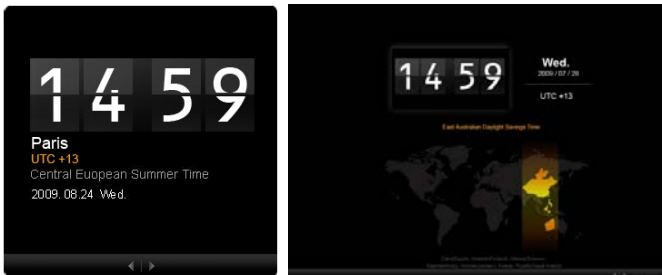 14 59
Paris
UTC +13
Central Euopean Summer Time
2009. 08.24 Wed.
14 59
Wed.
2009 / 07 / 29
UTC +13
East Australian Daylight Savings Time